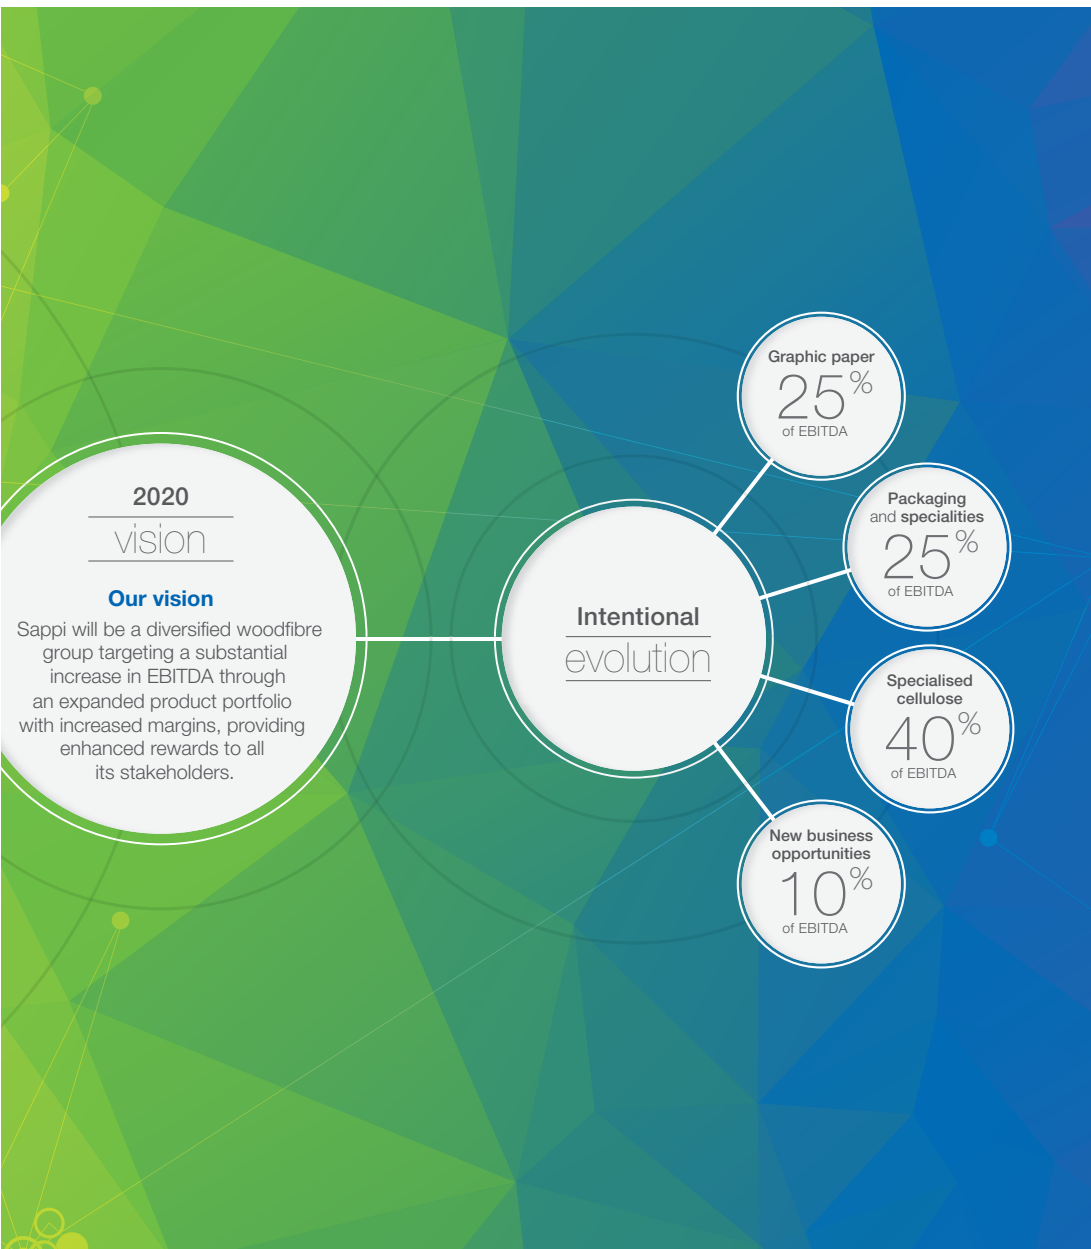 2020
vision
Our vision
Sappi will be a diversified woodfibre
group targeting a substantial
increase in EBITDA through
an expanded product portfolio
with increased margins, providing
enhanced rewards to all
its stakeholders.
Intentional
evolution
Graphic paper
25%
of EBITDA
Packaging
and specialities
25%
of EBITDA
Specialised
cellulose
40%
of EBITDA
New business
opportunities
10%
of EBITDA